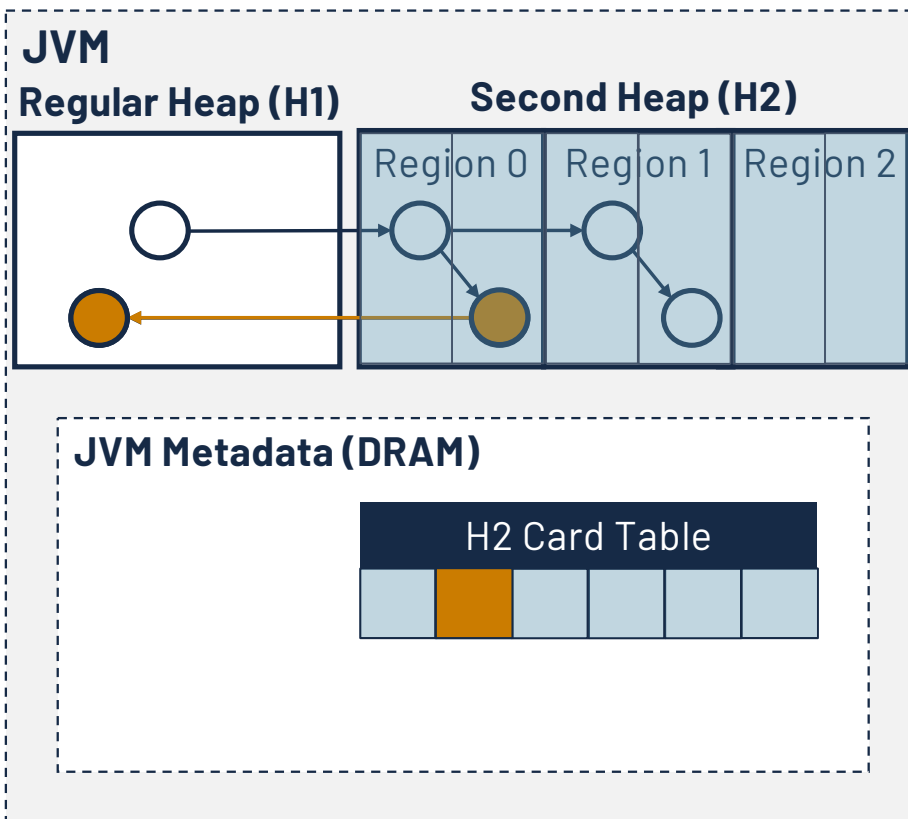 JVM
Regular Heap (H1)
Second Heap (H2)
Region 0
Region 1
Region 2
JVM Metadata (DRAM)
H2 Card Table